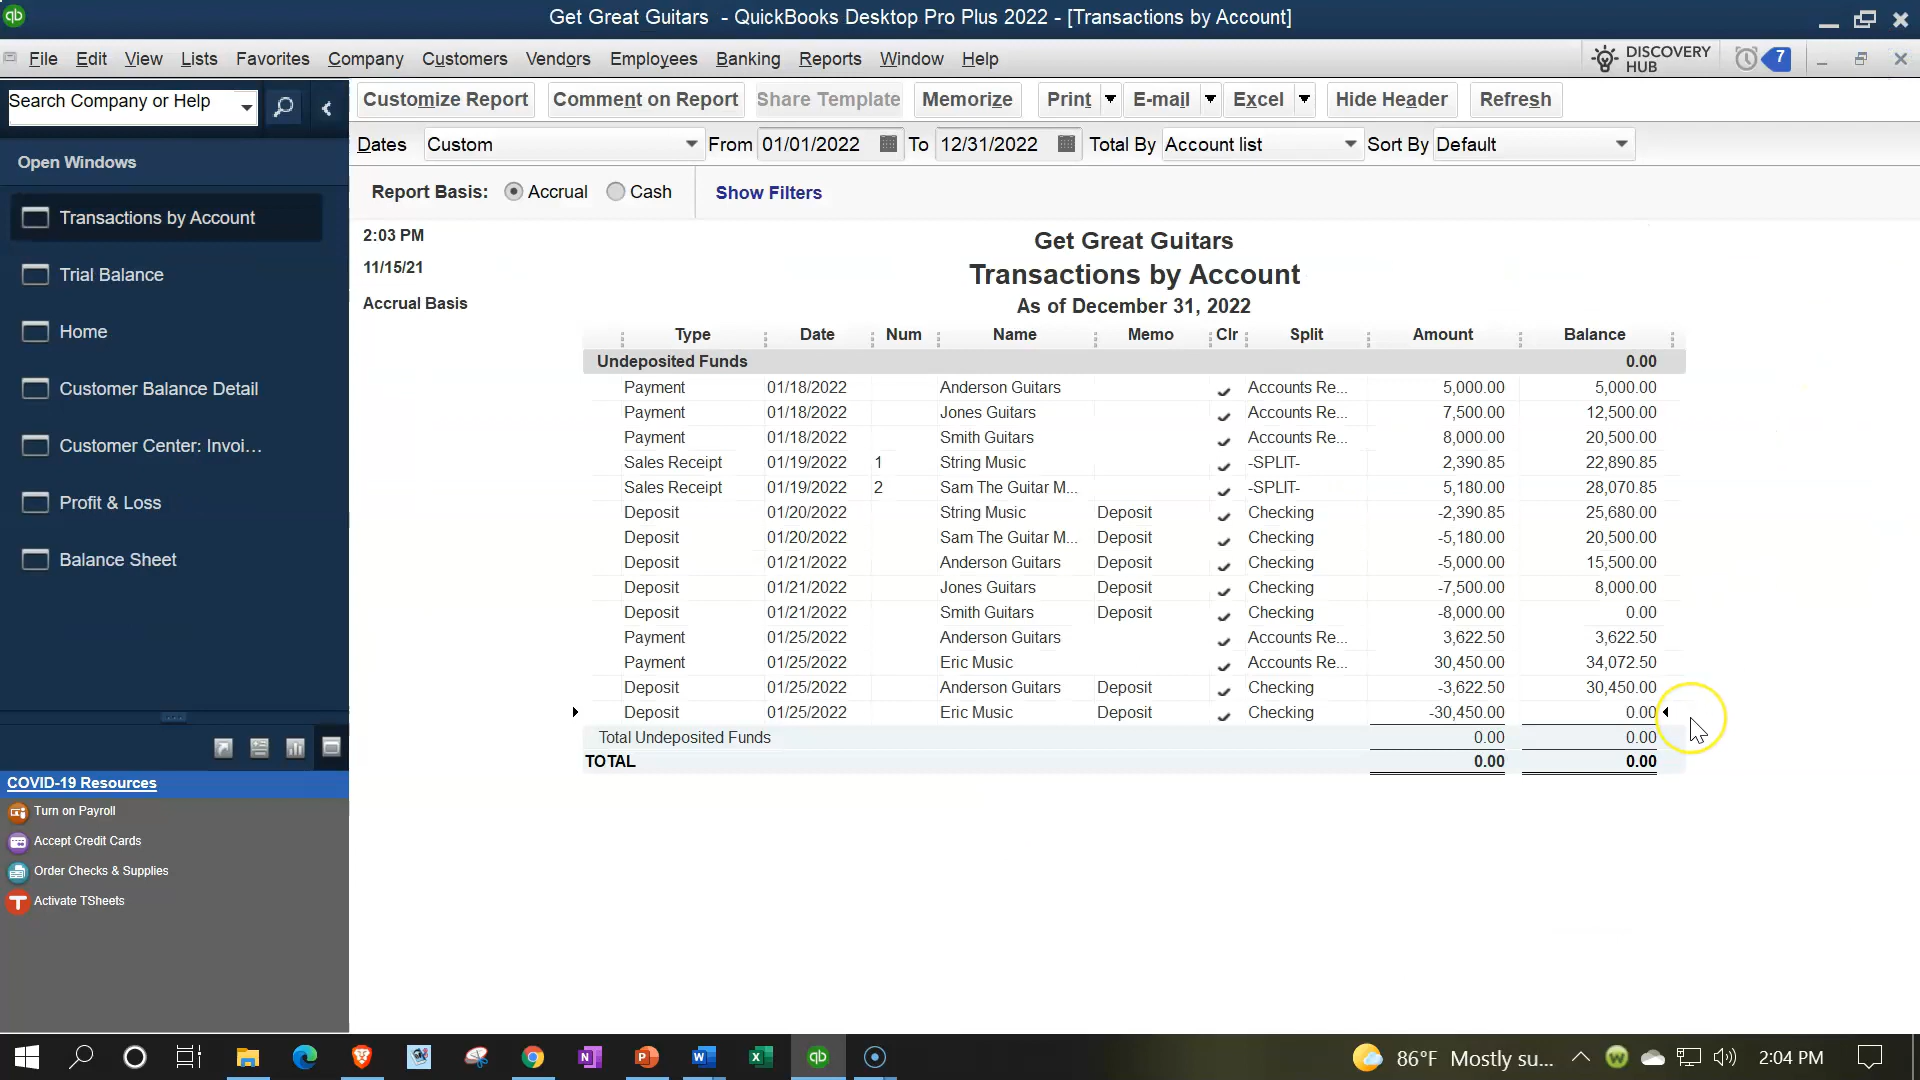 qb Get Great Guitars - QuickBooks Desktop Pro Plus 2022 - [Transactions by Account]
File Edit View Lists Favorites Company Customers Vendors Employees Banking Reports Window Help DISCOVERY HUB 7
Search Company or Help
Customize Report Comment on Report Share Template Memorize Print E-mail Excel Hide Header Refresh
Dates Custom From 01/01/2022 To 12/31/2022 Total By Account list Sort By Default
Report Basis: Accrual Cash Show Filters
Open Windows
Transactions by Account
Trial Balance
Home
Customer Balance Detail
Customer Center: Invoi...
Profit & Loss
Balance Sheet
COVID-19 Resources
Turn on Payroll
Accept Credit Cards
Order Checks & Supplies
Activate TSheets
2:03 PM
11/15/21
Accrual Basis
Get Great Guitars
Transactions by Account
As of December 31, 2022
Type Date Num Name Memo Clr Split Amount Balance
Undeposited Funds 0.00
Payment 01/18/2022 Anderson Guitars Accounts Re... 5,000.00 5,000.00
Payment 01/18/2022 Jones Guitars Accounts Re... 7,500.00 12,500.00
Payment 01/18/2022 Smith Guitars Accounts Re... 8,000.00 20,500.00
Sales Receipt 01/19/2022 1 String Music -SPLIT- 2,390.85 22,890.85
Sales Receipt 01/19/2022 2 Sam The Guitar M... -SPLIT- 5,180.00 28,070.85
Deposit 01/20/2022 String Music Deposit Checking -2,390.85 25,680.00
Deposit 01/20/2022 Sam The Guitar M... Deposit Checking -5,180.00 20,500.00
Deposit 01/21/2022 Anderson Guitars Deposit Checking -5,000.00 15,500.00
Deposit 01/21/2022 Jones Guitars Deposit Checking -7,500.00 8,000.00
Deposit 01/21/2022 Smith Guitars Deposit Checking -8,000.00 0.00
Payment 01/25/2022 Anderson Guitars Accounts Re... 3,622.50 3,622.50
Payment 01/25/2022 Eric Music Accounts Re... 30,450.00 34,072.50
Deposit 01/25/2022 Anderson Guitars Deposit Checking -3,622.50 30,450.00
Deposit 01/25/2022 Eric Music Deposit Checking -30,450.00 0.00
Total Undeposited Funds 0.00 0.00
TOTAL 0.00 0.00
86°F Mostly su... 2:04 PM